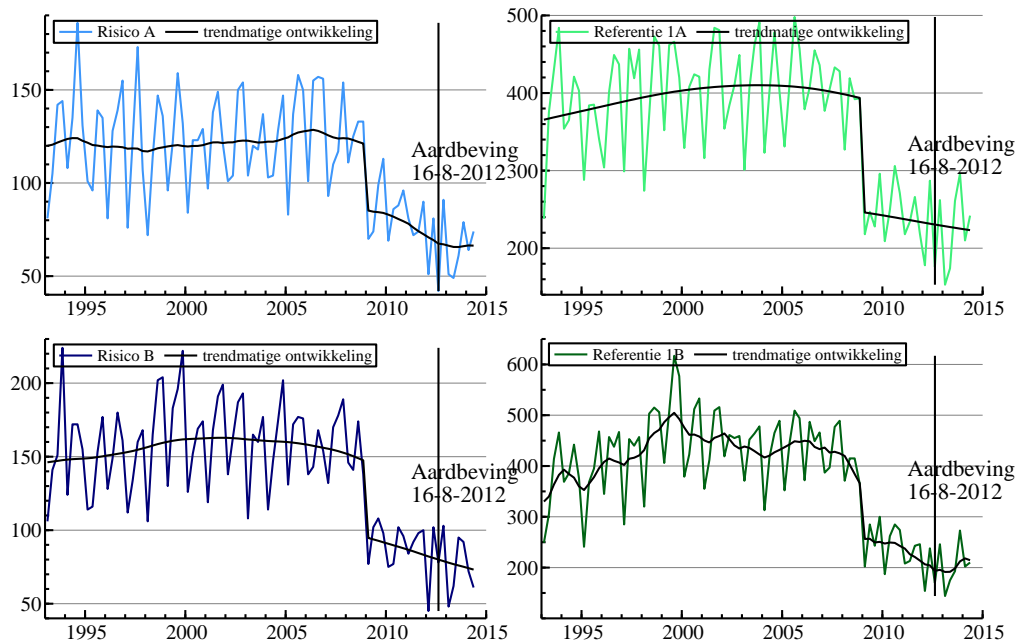 Risico A trendmatige ontwikkeling
150
100
50
Aardbeving
16-8-2012
1995 2000 2005 2010 2015
Referentie 1A trendmatige ontwikkeling
500
400
300
200
Aardbeving
16-8-2012
1995 2000 2005 2010 2015
Risico B trendmatige ontwikkeling
200
150
100
50
Aardbeving
16-8-2012
1995 2000 2005 2010 2015
Referentie 1B trendmatige ontwikkeling
600
500
400
300
200
Aardbeving
16-8-2012
1995 2000 2005 2010 2015